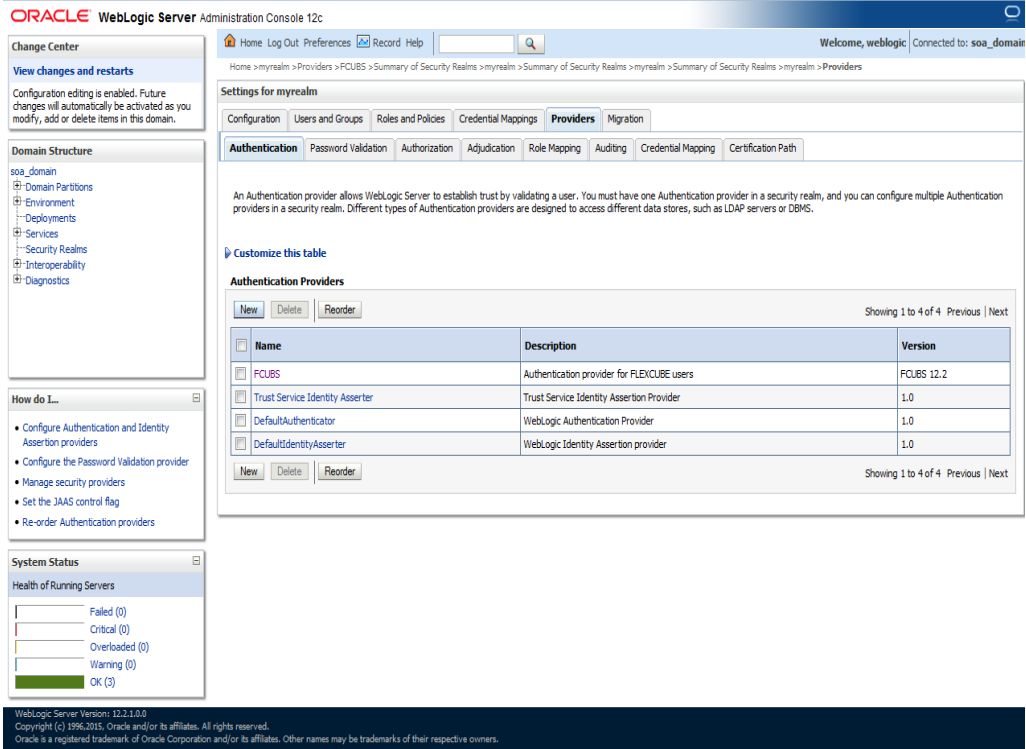 ORACLE WebLogic Server Administration Console 12c
Change Center
View changes and restarts
Configuration editing is enabled. Future
changes will automatically be activated as you
modify, add or delete items in this domain.
Domain Structure
soa_domain
Domain Partitions
Environment
Deployments
Services
Security Realms
Interoperability
Diagnostics
How do I...
Configure Authentication and Identity
Assertion providers
Configure the Password Validation provider
Manage security providers
Set the JAAS control flag
Re-order Authentication providers
System Status
Health of Running Servers
Failed (0)
Critical (0)
Overloaded (0)
Warning (0)
OK (3)
Home Log Out Preferences Record Help
Welcome, weblogic Connected to: soa_domain
Home >myrealm >Providers >FCUBS >Summary of Security Realms >myrealm >Summary of Security Realms >myrealm >Summary of Security Realms >myrealm >Providers
Settings for myrealm
Configuration Users and Groups Roles and Policies Credential Mappings Providers Migration
Authentication Password Validation Authorization Adjudication Role Mapping Auditing Credential Mapping Certification Path
An Authentication provider allows WebLogic Server to establish trust by validating a user. You must have one Authentication provider in a security realm, and you can configure multiple Authentication
providers in a security realm. Different types of Authentication providers are designed to access different data stores, such as LDAP servers or DBMS.
Customize this table
Authentication Providers
New Delete Reorder Showing 1 to 4 of 4 Previous | Next
Name Description Version
FCUBS Authentication provider for FLEXCUBE users FCUBS 12.2
Trust Service Identity Asserter Trust Service Identity Assertion Provider 1.0
DefaultAuthenticator WebLogic Authentication Provider 1.0
DefaultIdentityAsserter WebLogic Identity Assertion provider 1.0
New Delete Reorder Showing 1 to 4 of 4 Previous | Next
WebLogic Server Version: 12.2.1.0.0
Copyright (c) 1996,2015, Oracle and/or its affiliates. All rights reserved.
Oracle is a registered trademark of Oracle Corporation and/or its affiliates. Other names may be trademarks of their respective owners.